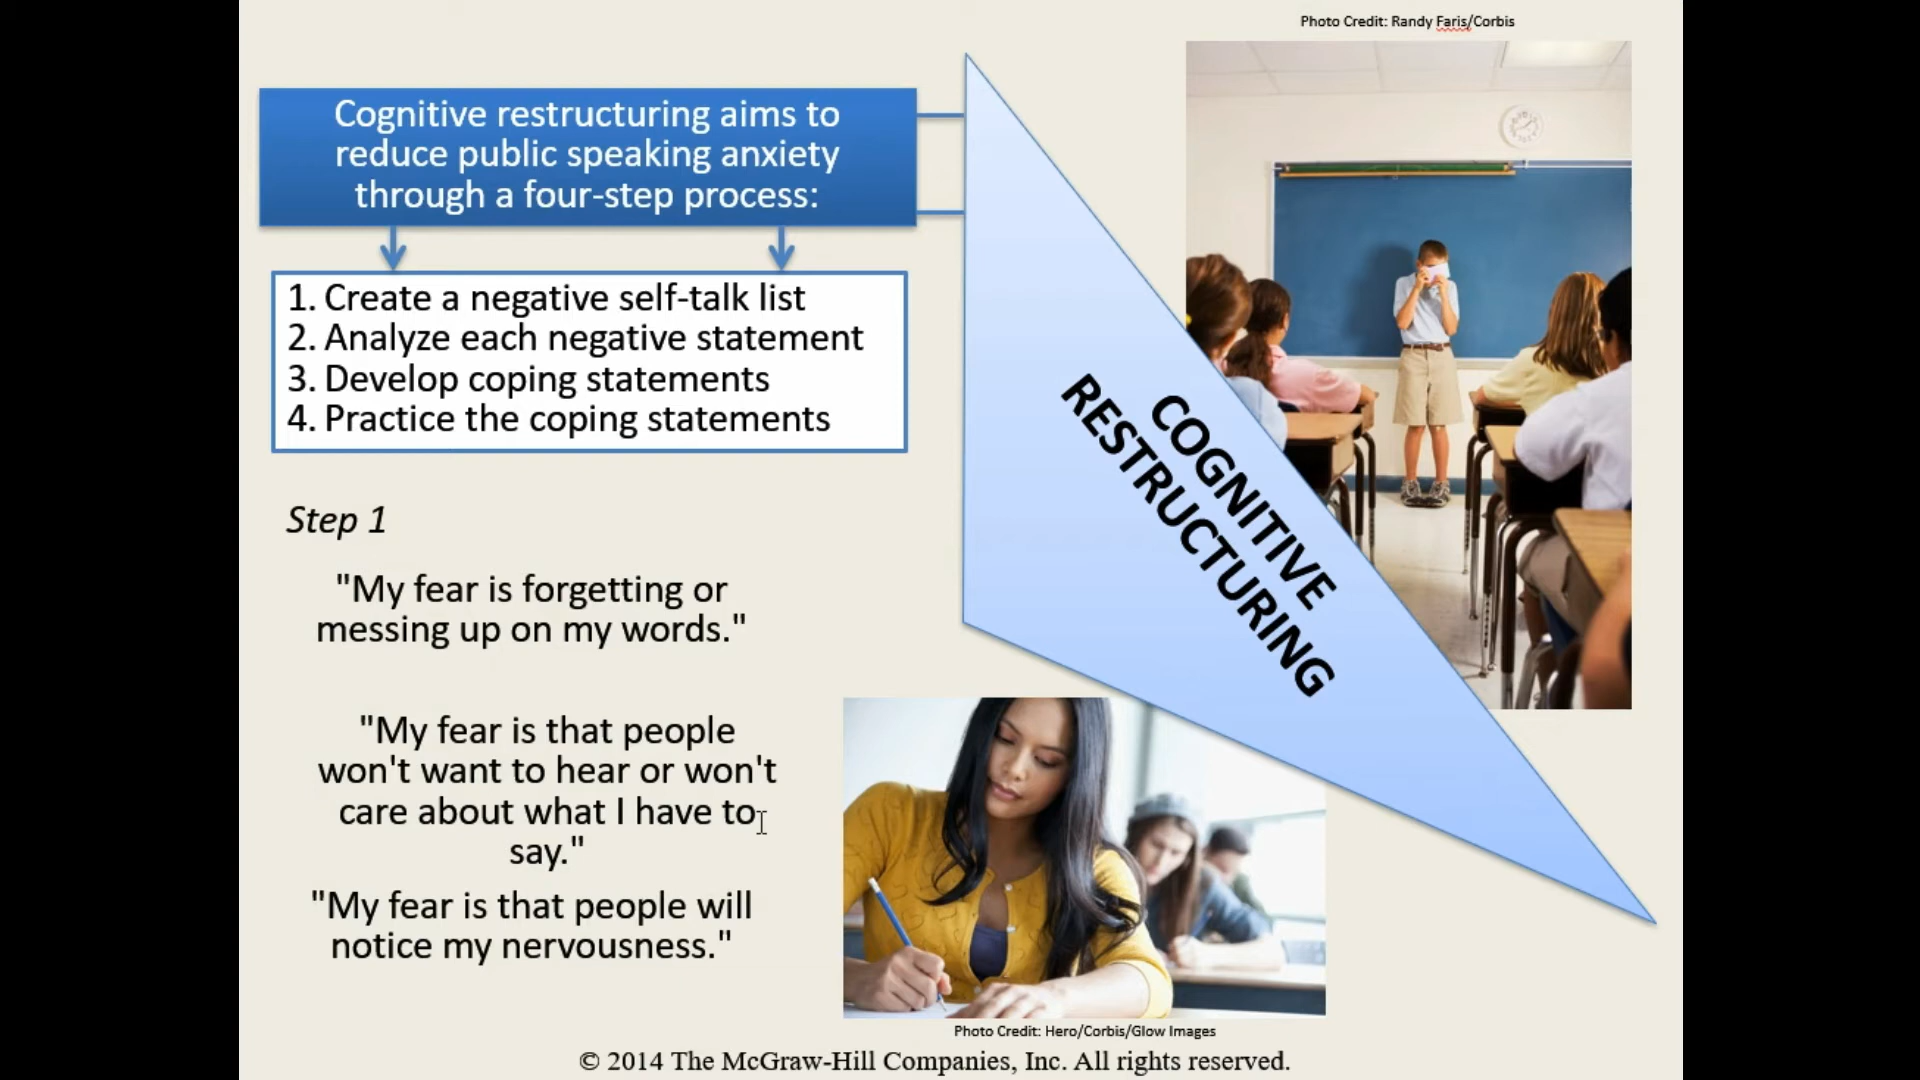 Photo Credit: Randy Faris/Corbis
Cognitive restructuring aims to
reduce public speaking anxiety
through a four-step process:
1. Create a negative self-talk list
2. Analyze each negative statement
3. Develop coping statements
4. Practice the coping statements
COGNITIVE
RESTRUCTURING
Step 1
"My fear is forgetting or
messing up on my words."
"My fear is that people
won't want to hear or won't
care about what I have to
say."
"My fear is that people will
notice my nervousness."
Photo Credit: Hero/Corbis/Glow Images
© 2014 The McGraw-Hill Companies, Inc. All rights reserved.